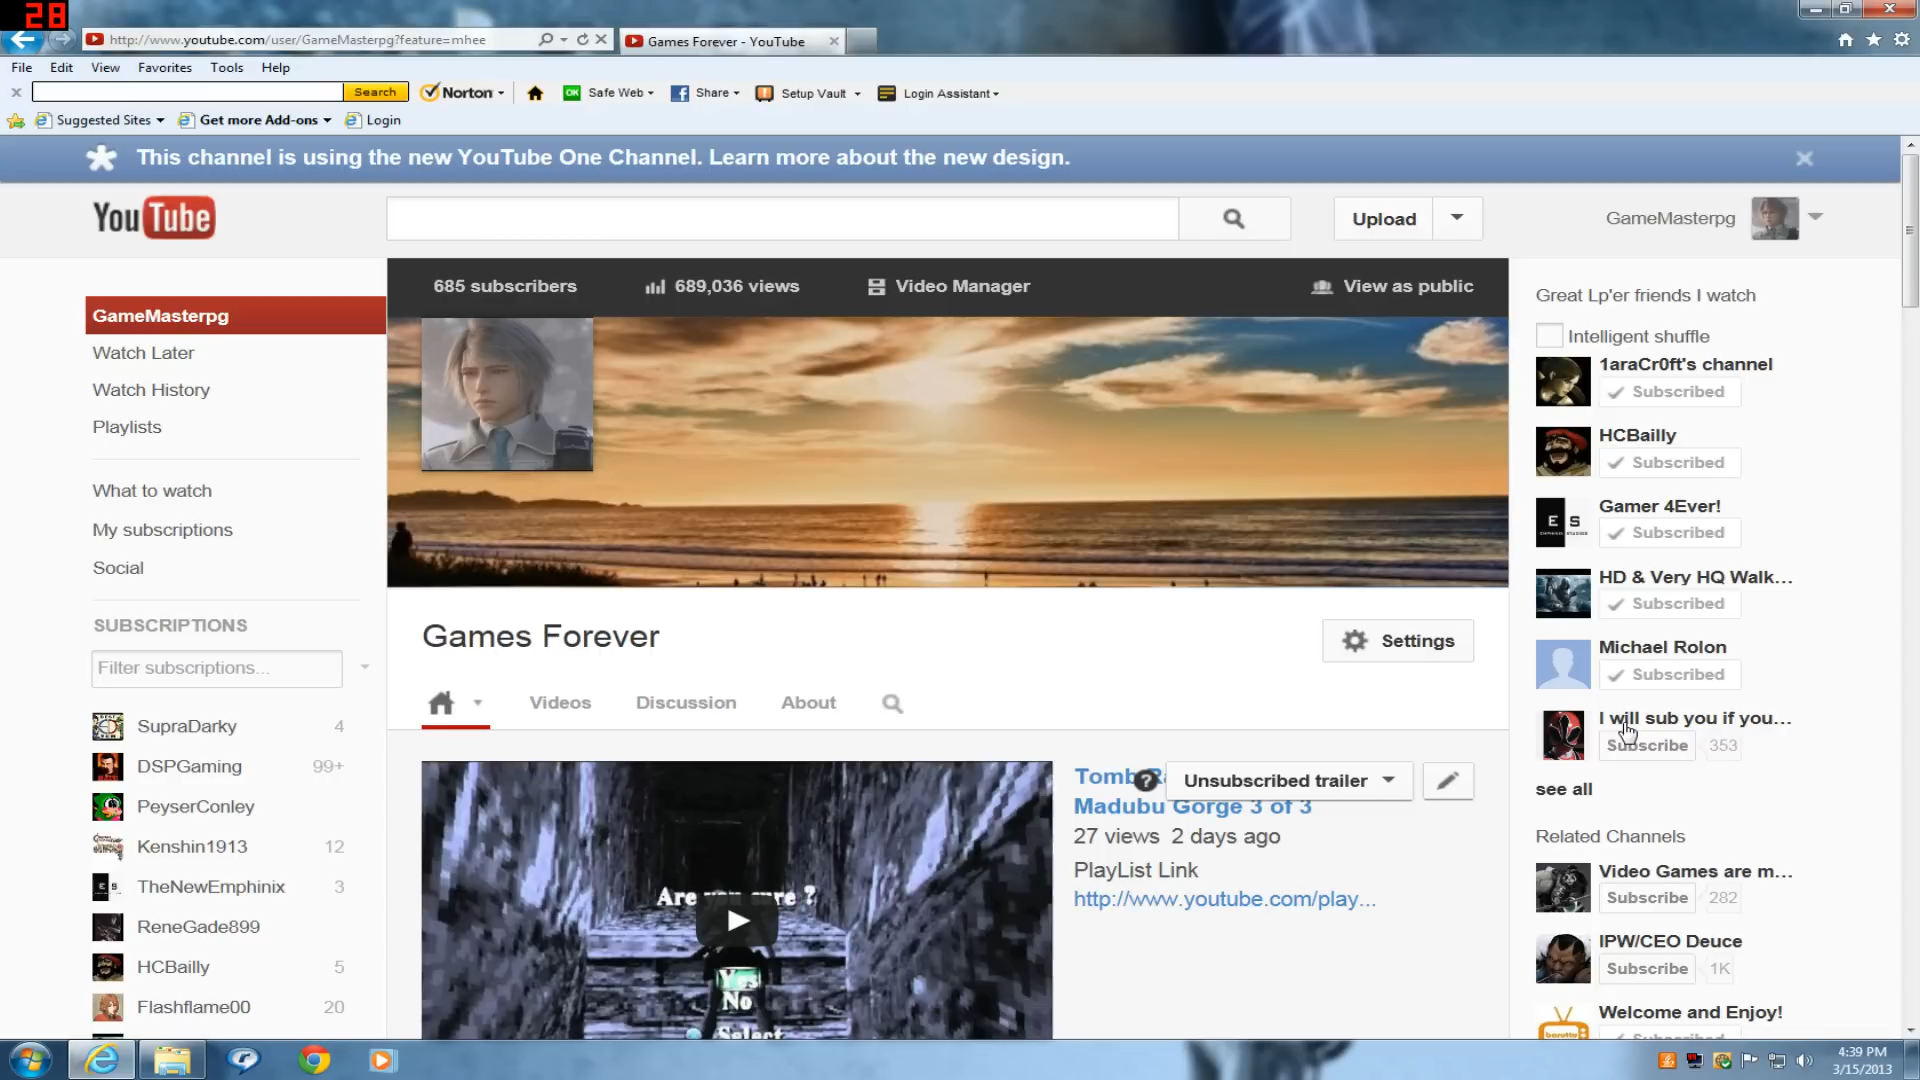 28
http://www.youtube.com/user/GameMasterpg?feature=mhee
Games Forever - YouTube
File Edit View Favorites Tools Help
Search Norton Safe Web Share Setup Vault Login Assistant
Suggested Sites Get more Add-ons Login
This channel is using the new YouTube One Channel. Learn more about the new design.
YouTube
Upload
GameMasterpg
685 subscribers 689,036 views Video Manager View as public
GameMasterpg
Watch Later
Watch History
Playlists
What to watch
My subscriptions
Social
SUBSCRIPTIONS
Filter subscriptions...
SupraDarky 4
DSPGaming 99+
PeyserConley
Kenshin1913 12
TheNewEmphinix 3
ReneGade899
HCBailly 5
Flashflame00 20
Games Forever
Settings
Videos Discussion About
Unsubscribed trailer
Madubu Gorge 3 of 3
27 views 2 days ago
PlayList Link
http://www.youtube.com/play...
Are you sure ?
Yes
No
Select
Great Lp'er friends I watch
Intelligent shuffle
1araCr0ft's channel
Subscribed
HCBailly
Subscribed
Gamer 4Ever!
Subscribed
HD & Very HQ Walk...
Subscribed
Michael Rolon
Subscribed
I will sub you if you...
Subscribe 353
see all
Related Channels
Video Games are m...
Subscribe 282
IPW/CEO Deuce
Subscribe 1K
Welcome and Enjoy!
Subscribed
4:39 PM
3/15/2013